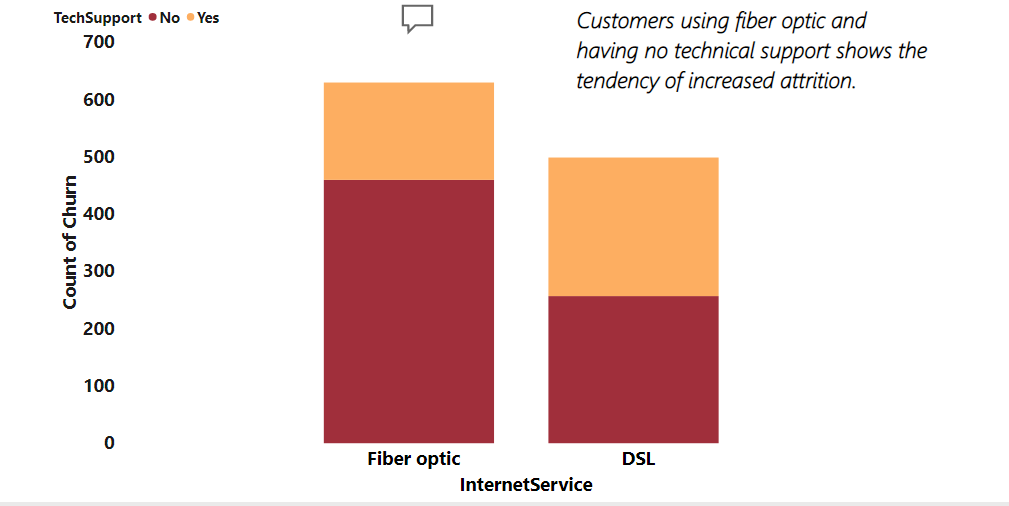 TechSupport No Yes
Customers using fiber optic and
having no technical support shows the
tendency of increased attrition.
700
600
500
400
300
200
100
0
Count of Churn
Fiber optic DSL
InternetService